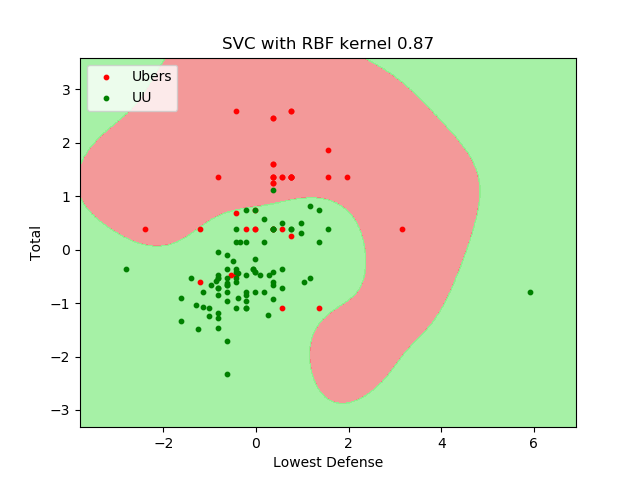 SVC with RBF kernel 0.87
Ubers
UU
3
2
1
0
−1
−2
−3
Total
−2 0 2 4 6
Lowest Defense